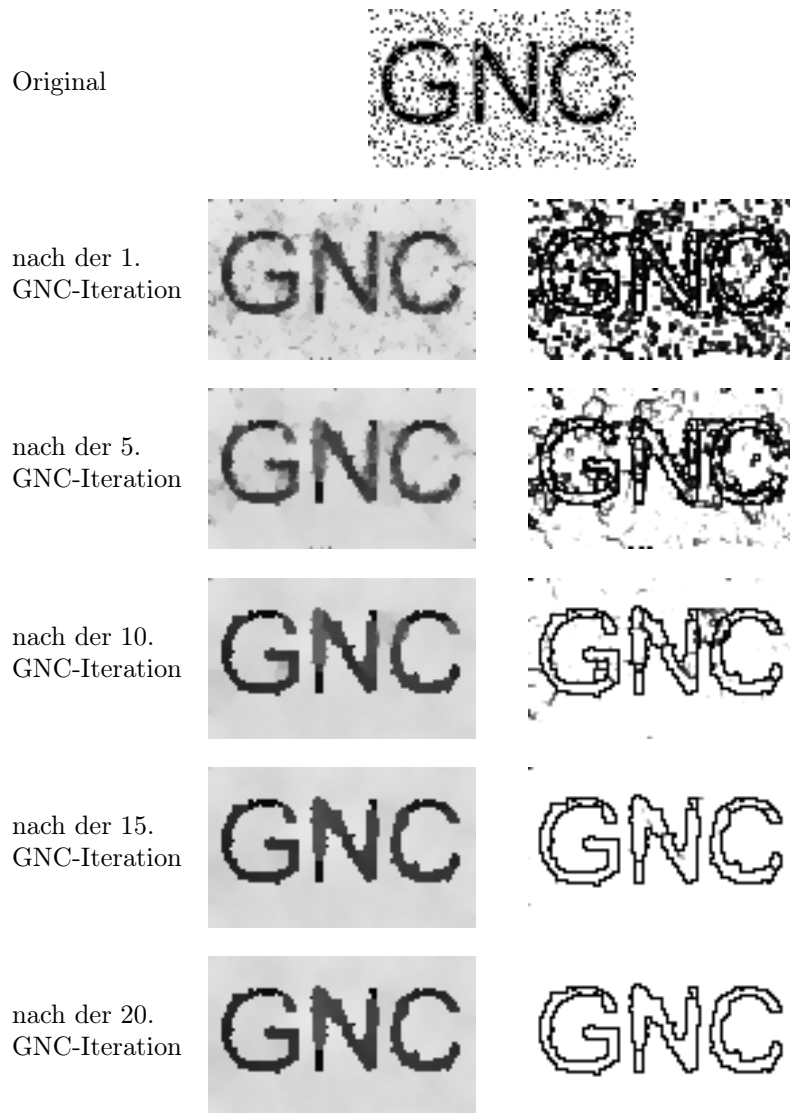 Original
GNC
nach der 1.
GNC-Iteration
GNC
GNC
nach der 5.
GNC-Iteration
GNC
GNC
nach der 10.
GNC-Iteration
GNC
GNC
nach der 15.
GNC-Iteration
GNC
GNC
nach der 20.
GNC-Iteration
GNC
GNC